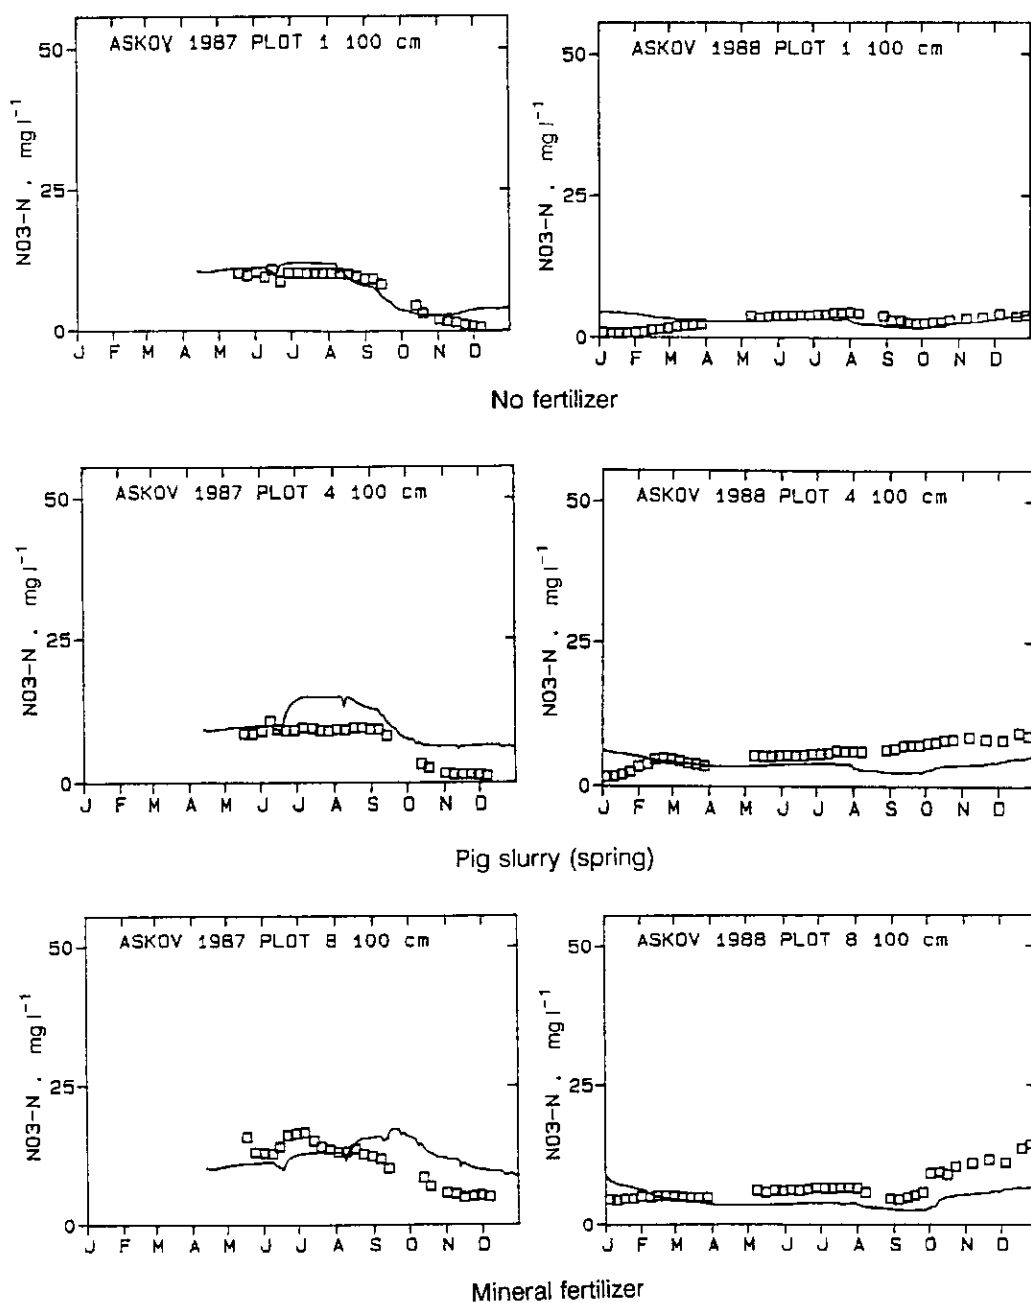 ASKOV 1987 PLOT 1 100 cm
NO3-N , mg l⁻¹
50
25
0
J F M A M J J A S O N D
ASKOV 1988 PLOT 1 100 cm
NO3-N , mg l⁻¹
50
25
0
J F M A M J J A S O N D
No fertilizer
ASKOV 1987 PLOT 4 100 cm
NO3-N , mg l⁻¹
50
25
0
J F M A M J J A S O N D
ASKOV 1988 PLOT 4 100 cm
NO3-N , mg l⁻¹
50
25
0
J F M A M J J A S O N D
Pig slurry (spring)
ASKOV 1987 PLOT 8 100 cm
NO3-N , mg l⁻¹
50
25
0
J F M A M J J A S O N D
ASKOV 1988 PLOT 8 100 cm
NO3-N , mg l⁻¹
50
25
0
J F M A M J J A S O N D
Mineral fertilizer